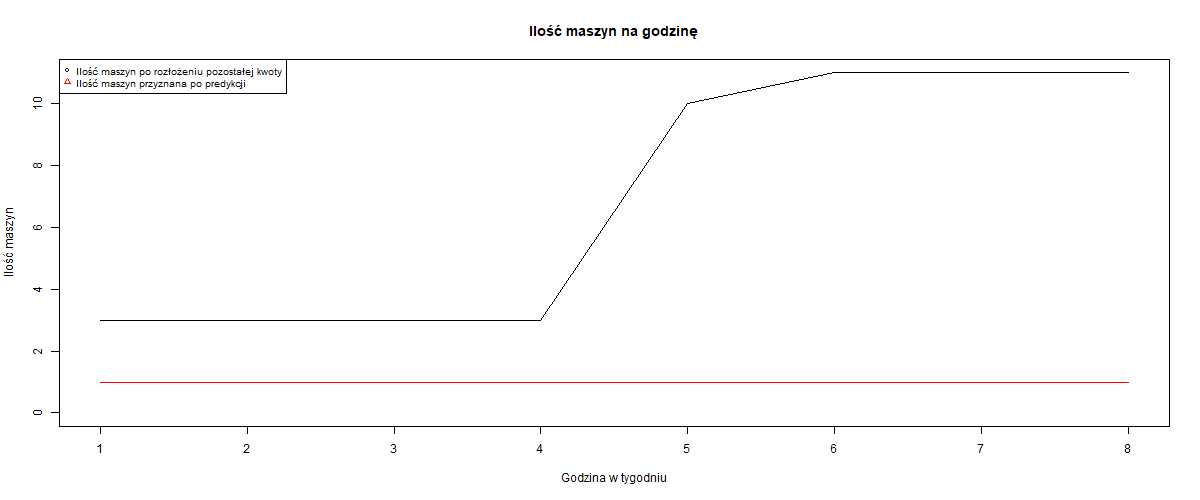 Ilość maszyn na godzinę
Ilość maszyn po rozłożeniu pozostałej kwoty
Ilość maszyn przyznana po predykcji
Ilość maszyn
10
8
6
4
2
0
1 2 3 4 5 6 7 8
Godzina w tygodniu